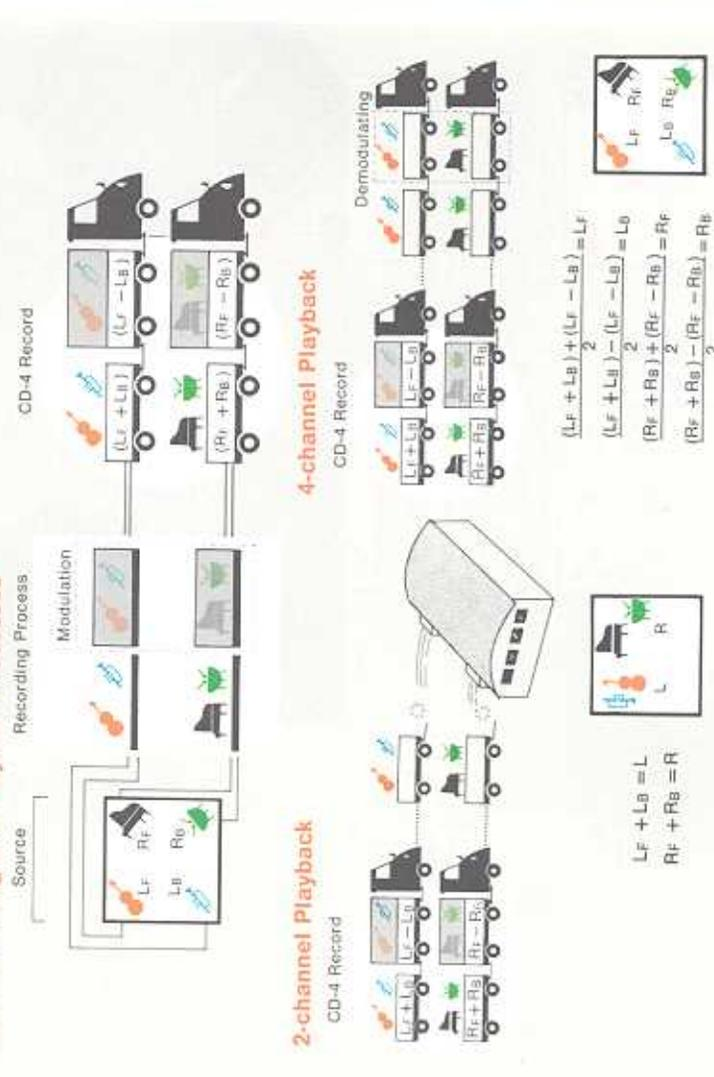 Source
Recording Process
CD-4 Record
Modulation
LF RF
LB RB
(LF + LB) (LF − LB)
(RF + RB) (RF − RB)
2-channel Playback
CD-4 Record
LF + LB LF − LB
RF + RB RF − RB
LF + LB = L
RF + RB = R
L R
4-channel Playback
CD-4 Record
Demodulating
LF + LB LF − LB
RF + RB RF − RB
(LF + LB) + (LF − LB) = LF
2
(LF + LB) − (LF − LB) = LB
2
(RF + RB) + (RF − RB) = RF
2
(RF + RB) − (RF − RB) = RB
2
LF RF
LB RB